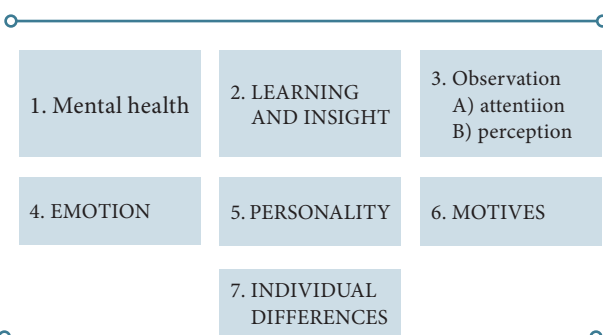 1. Mental health
2. LEARNING
AND INSIGHT
3. Observation
A) attentiion
B) perception
4. EMOTION
5. PERSONALITY
6. MOTIVES
7. INDIVIDUAL
DIFFERENCES